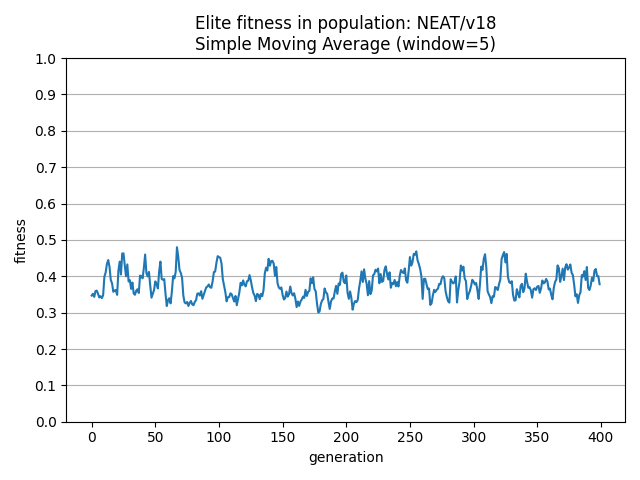 Elite fitness in population: NEAT/v18
Simple Moving Average (window=5)
1.0
0.9
0.8
0.7
0.6
0.5
0.4
0.3
0.2
0.1
0.0
fitness
0 50 100 150 200 250 300 350 400
generation